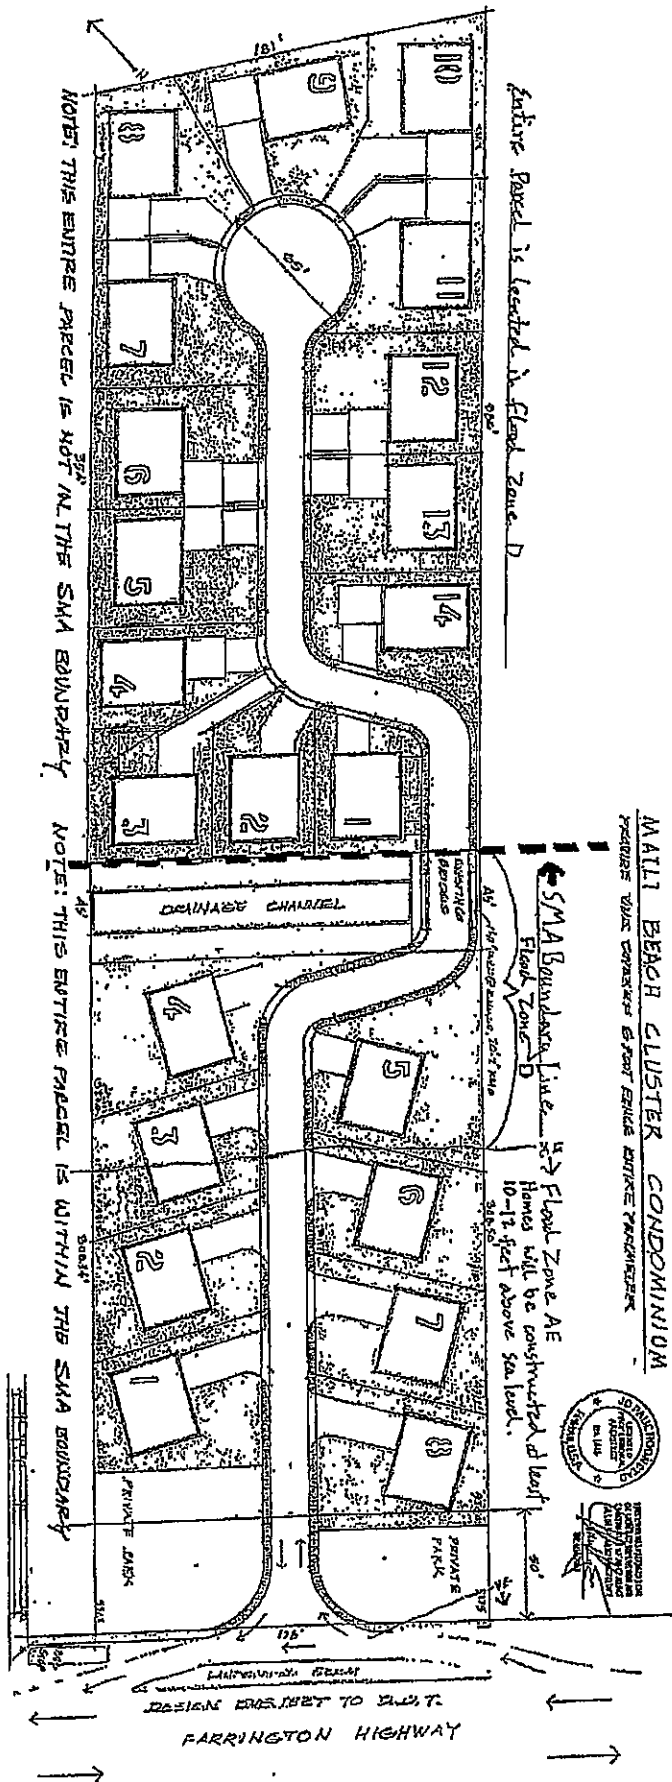 MAILI BEACH CLUSTER CONDOMINIUM
Entire Parcel is located in Flood Zone D
10
9
11
8
7
12
13
6
5
14
4
3
2
1
181'
45'
NOTE: THIS ENTIRE PARCEL IS NOT IN THE SMA BOUNDARY
EXISTING BRIDGE
DRAINAGE CHANNEL
45'
45'
SMA Boundary Line
Flood Zone D
Flood Zone AE
Homes will be constructed at least
10-12 feet above sea level.
4
5
3
6
2
7
1
8
NOTE: THIS ENTIRE PARCEL IS WITHIN THE SMA BOUNDARY
PRIVATE PARK
PRIVATE
PARK
50'
DESIGN SUBJECT TO D.O.T.
FARRINGTON HIGHWAY
N